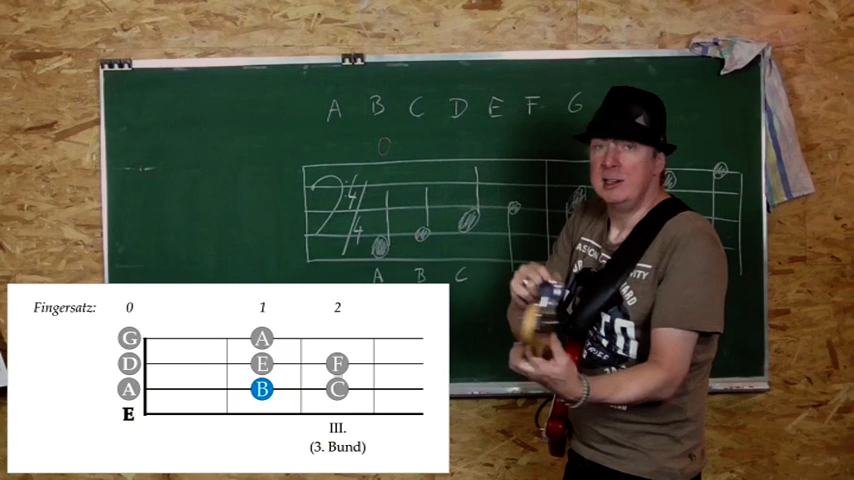 A B C D E F G
0
4/4
A B C
Fingersatz: 0 1 2
G A
D E F
A B C
E
III.
(3. Bund)